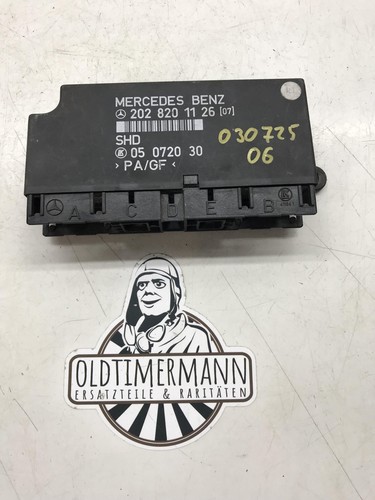 MERCEDES BENZ
202 820 11 26 [07]
SHD
05 0720 30
> PA/GF <
030725
06
A C D E B
OLDTIMERMANN
ERSATZTEILE & RARITÄTEN